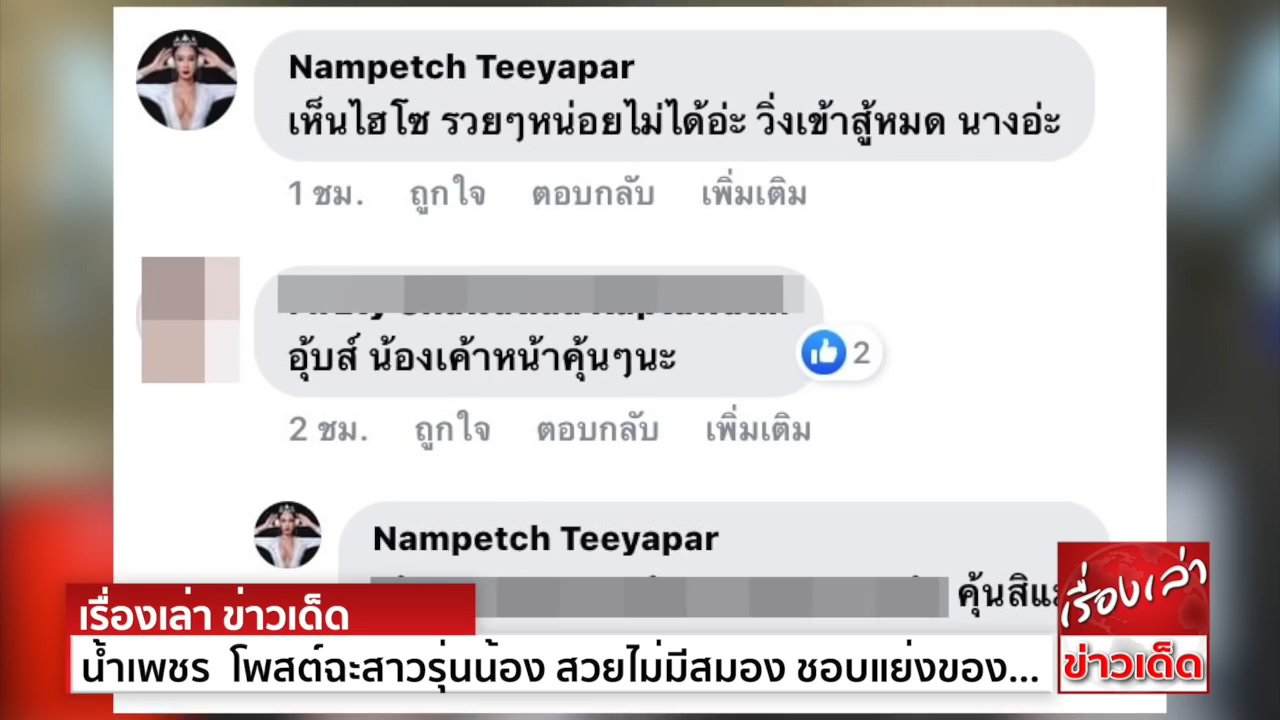 Nampetch Teeyapar
เห็นไฮโซ รวยๆหน่อยไม่ได้อ่ะ วิ่งเข้าสู้หมด นางอ่ะ
1 ชม. ถูกใจ ตอบกลับ เพิ่มเติม
อุ้บส์ น้องเค้าหน้าคุ้นๆนะ
2
2 ชม. ถูกใจ ตอบกลับ เพิ่มเติม
Nampetch Teeyapar
คุ้นสิ
เรื่องเล่า ข่าวเด็ด
น้ำเพชร โพสต์ฉะสาวรุ่นน้อง สวยไม่มีสมอง ชอบแย่งของ...
เรื่องเล่า
ข่าวเด็ด